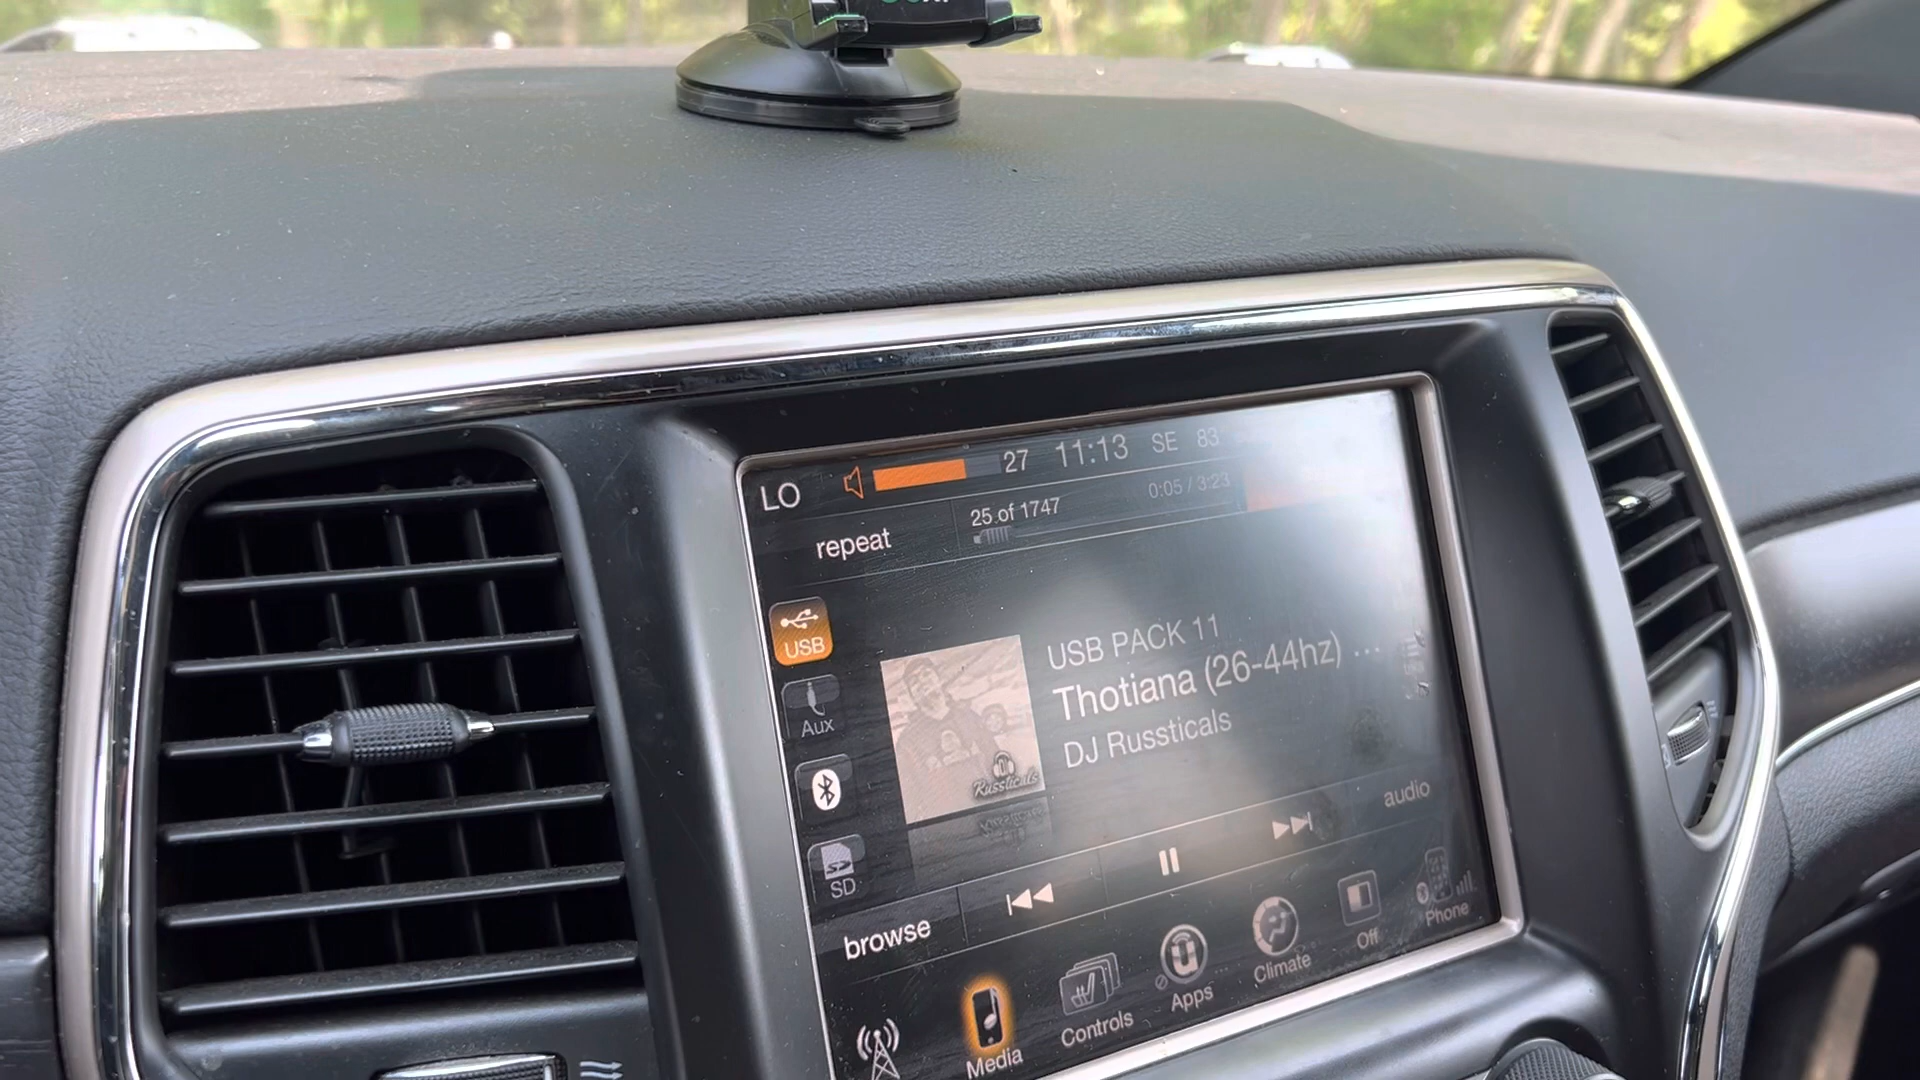 LO
27
11:13
SE 83
repeat
25 of 1747
0:05 / 3:23
USB
Aux
SD
USB PACK 11
Thotiana (26-44hz) ...
DJ Russticals
Russticals
audio
browse
Media
Controls
Apps
Climate
Off
Phone